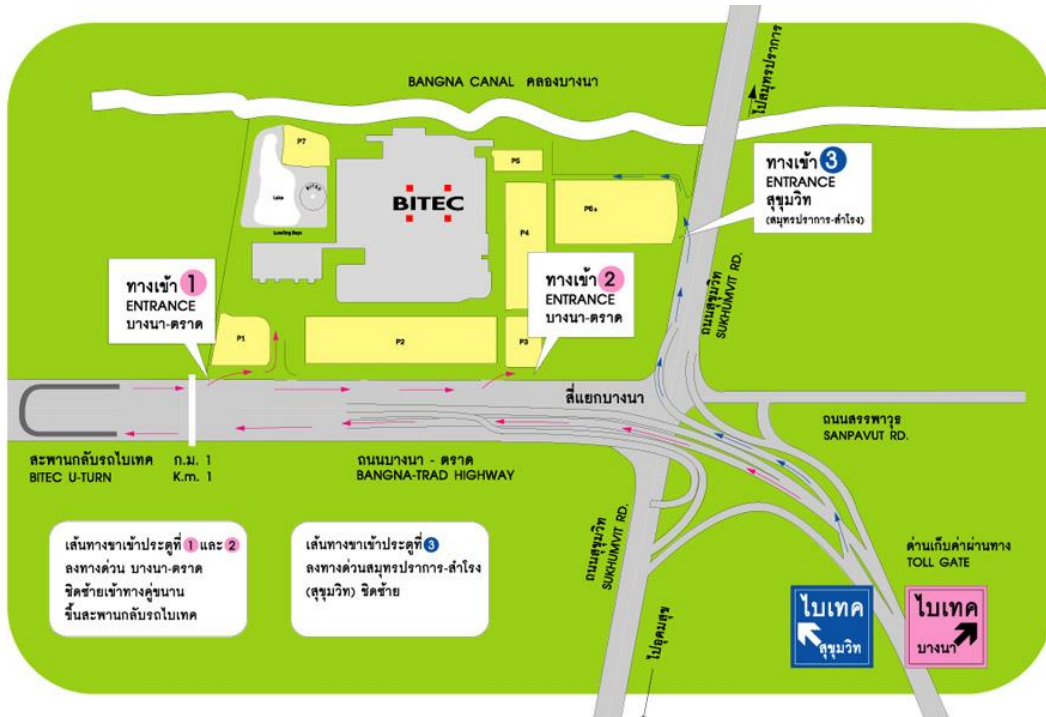 BANGNA CANAL คลองบางนา
ไปสมุทรปราการ
P7
Lake
BITEC
Loading Bays
BITEC
P5
P4
P6a
ทางเข้า 3
ENTRANCE
สุขุมวิท
(สมุทรปราการ-สำโรง)
ทางเข้า 1
ENTRANCE
บางนา-ตราด
ทางเข้า 2
ENTRANCE
บางนา-ตราด
ถนนสุขุมวิท
SUKHUMVIT RD.
P1
P2
P3
สี่แยกบางนา
ถนนสรรพาวุธ
SANPAVUT RD.
สะพานกลับรถไบเทค
BITEC U-TURN
ก.ม. 1
K.m. 1
ถนนบางนา - ตราด
BANGNA-TRAD HIGHWAY
ถนนสุขุมวิท
SUKHUMVIT RD.
เส้นทางขาเข้าประตูที่ 1 และ 2
ลงทางด่วน บางนา-ตราด
ชิดซ้ายเข้าทางคู่ขนาน
ขึ้นสะพานกลับรถไบเทค
เส้นทางขาเข้าประตูที่ 3
ลงทางด่วนสมุทรปราการ-สำโรง
(สุขุมวิท) ชิดซ้าย
ด่านเก็บค่าผ่านทาง
TOLL GATE
ไบเทค
สุขุมวิท
ไบเทค
บางนา
ไปอุดมสุข